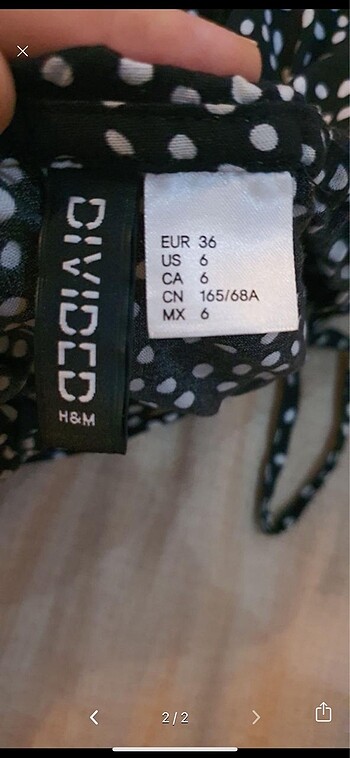 DIVIDED
H&M
EUR 36
US 6
CA 6
CN 165/68A
MX 6
2/2